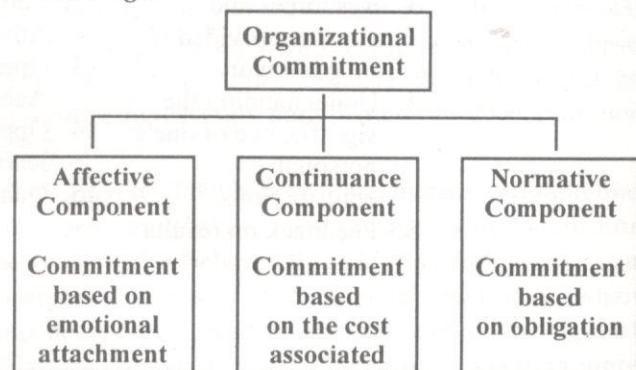 Organizational
Commitment
Affective
Component
Commitment
based on
emotional
attachment
Continuance
Component
Commitment
based
on the cost
associated
Normative
Component
Commitment
based
on obligation